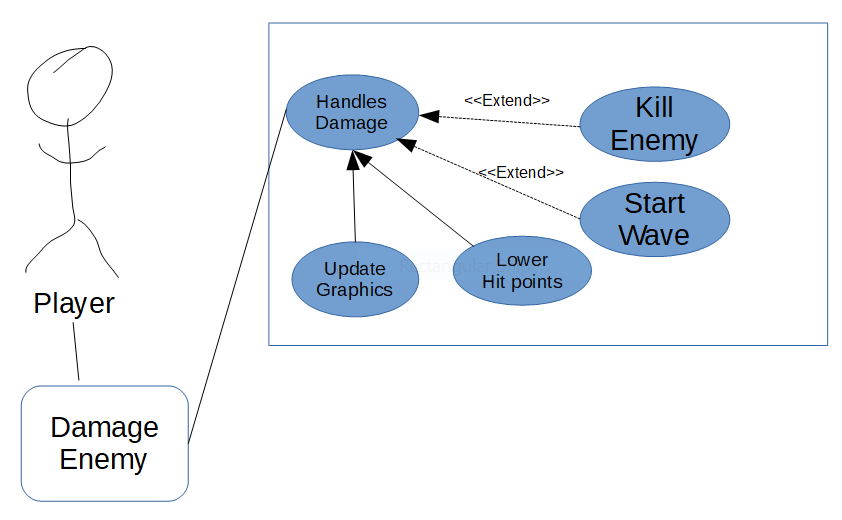 Handles
Damage
<<Extend>>
Kill
Enemy
<<Extend>>
Start
Wave
Update
Graphics
Lower
Hit points
Player
Damage
Enemy